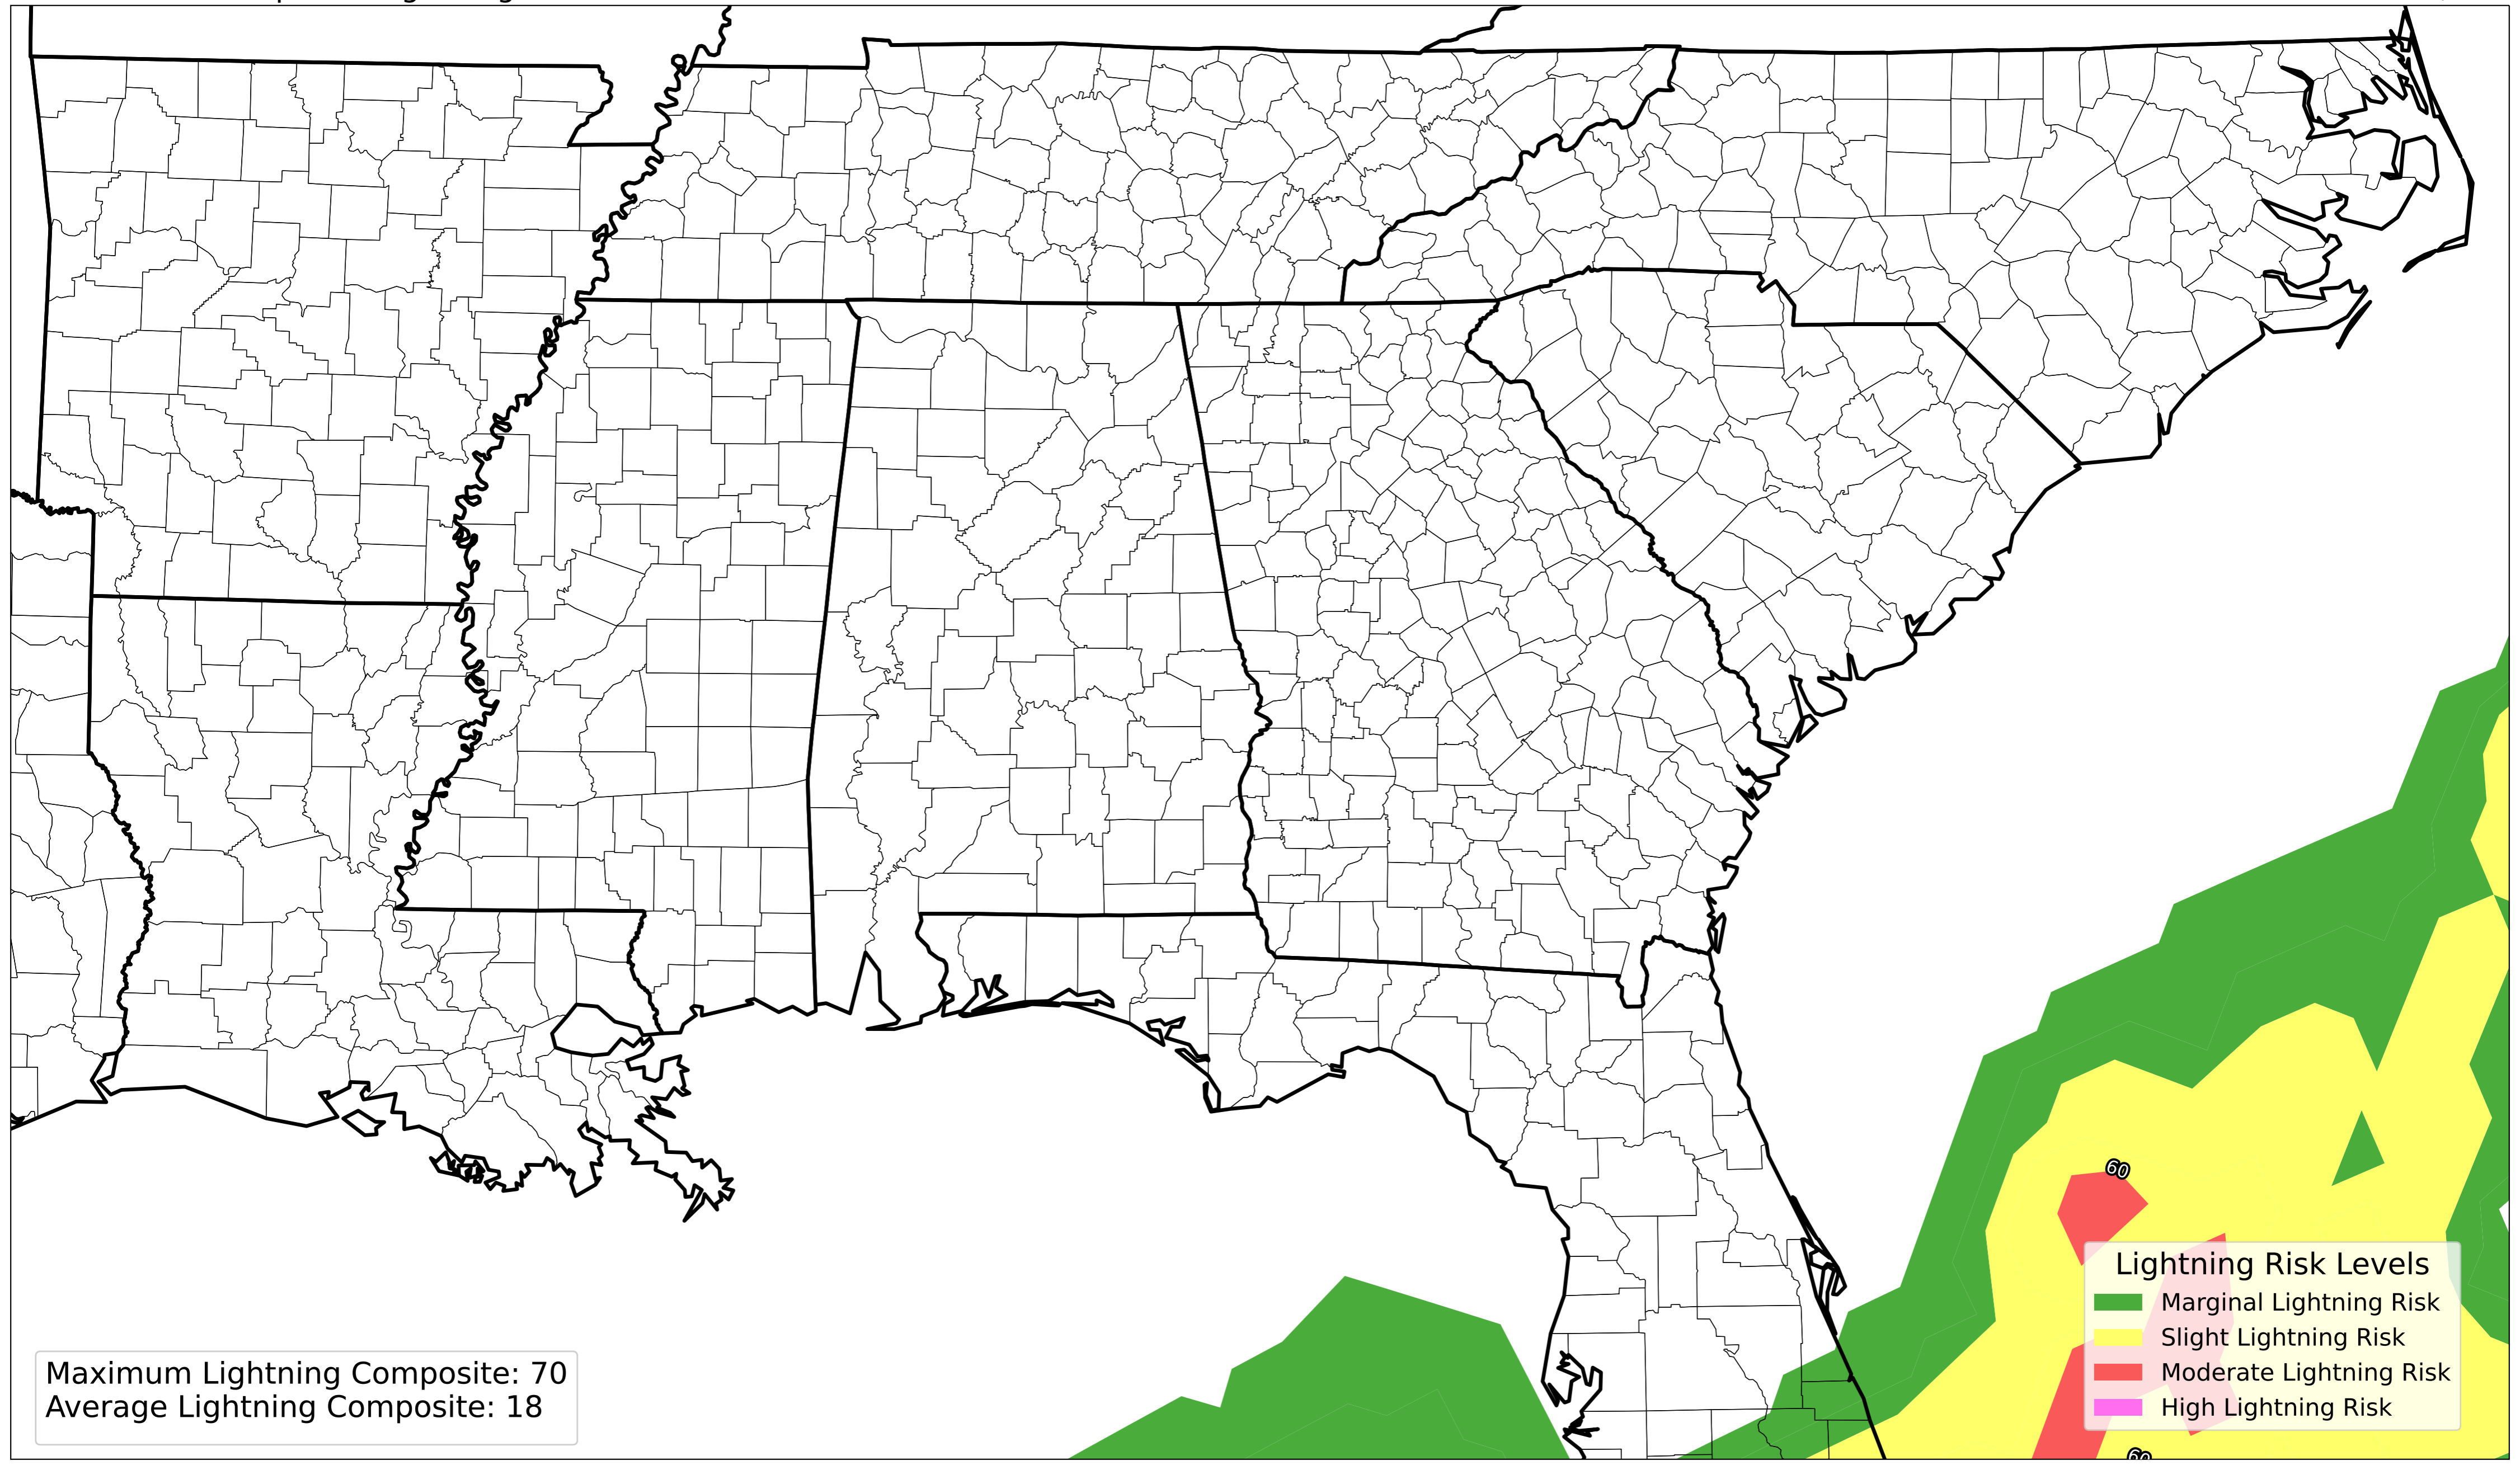 60
Lightning Risk Levels
Marginal Lightning Risk
Slight Lightning Risk
Moderate Lightning Risk
High Lightning Risk
Maximum Lightning Composite: 70
Average Lightning Composite: 18
60